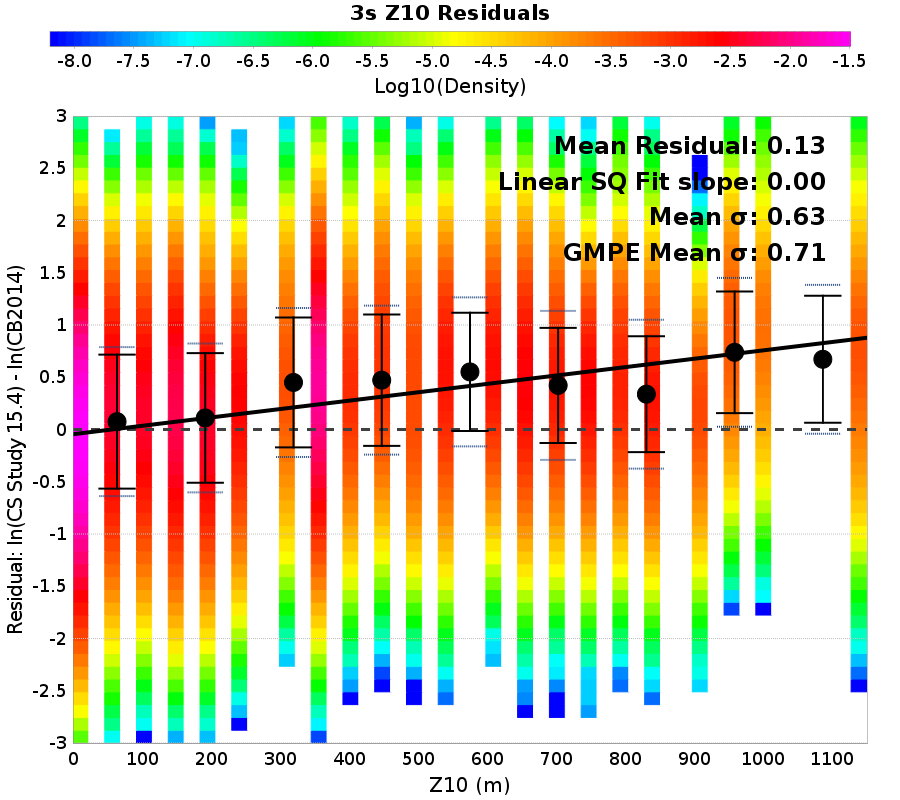 3s Z10 Residuals
-8.0 -7.5 -7.0 -6.5 -6.0 -5.5 -5.0 -4.5 -4.0 -3.5 -3.0 -2.5 -2.0 -1.5
Log10(Density)
Mean Residual: 0.13
Linear SQ Fit slope: 0.00
Mean σ: 0.63
GMPE Mean σ: 0.71
Residual: ln(CS Study 15.4) - ln(CB2014)
3
2.5
2
1.5
1
0.5
0
-0.5
-1
-1.5
-2
-2.5
-3
0 100 200 300 400 500 600 700 800 900 1000 1100
Z10 (m)